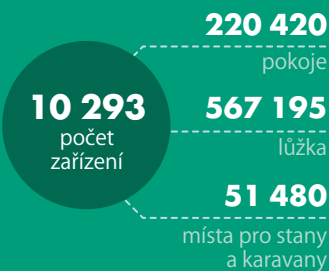 220 420
pokoje
10 293
počet
zařízení
567 195
lůžka
51 480
místa pro stany
a karavany